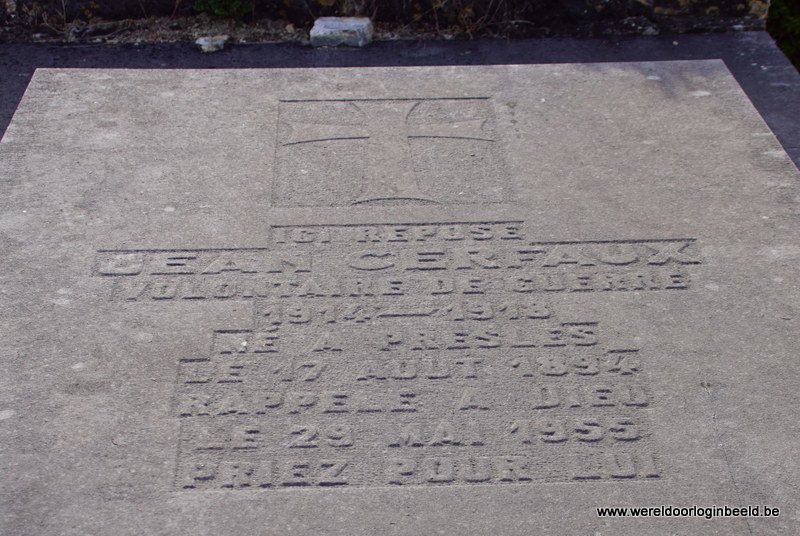 ICI REPOSE
JEAN CERFAUX
VOLONTAIRE DE GUERRE
1914—1918
NÉ A PRESLES
LE 17 AOUT 1894
RAPPELÉ A DIEU
LE 29 MAI 1955
PRIEZ POUR LUI
www.wereldoorloginbeeld.be